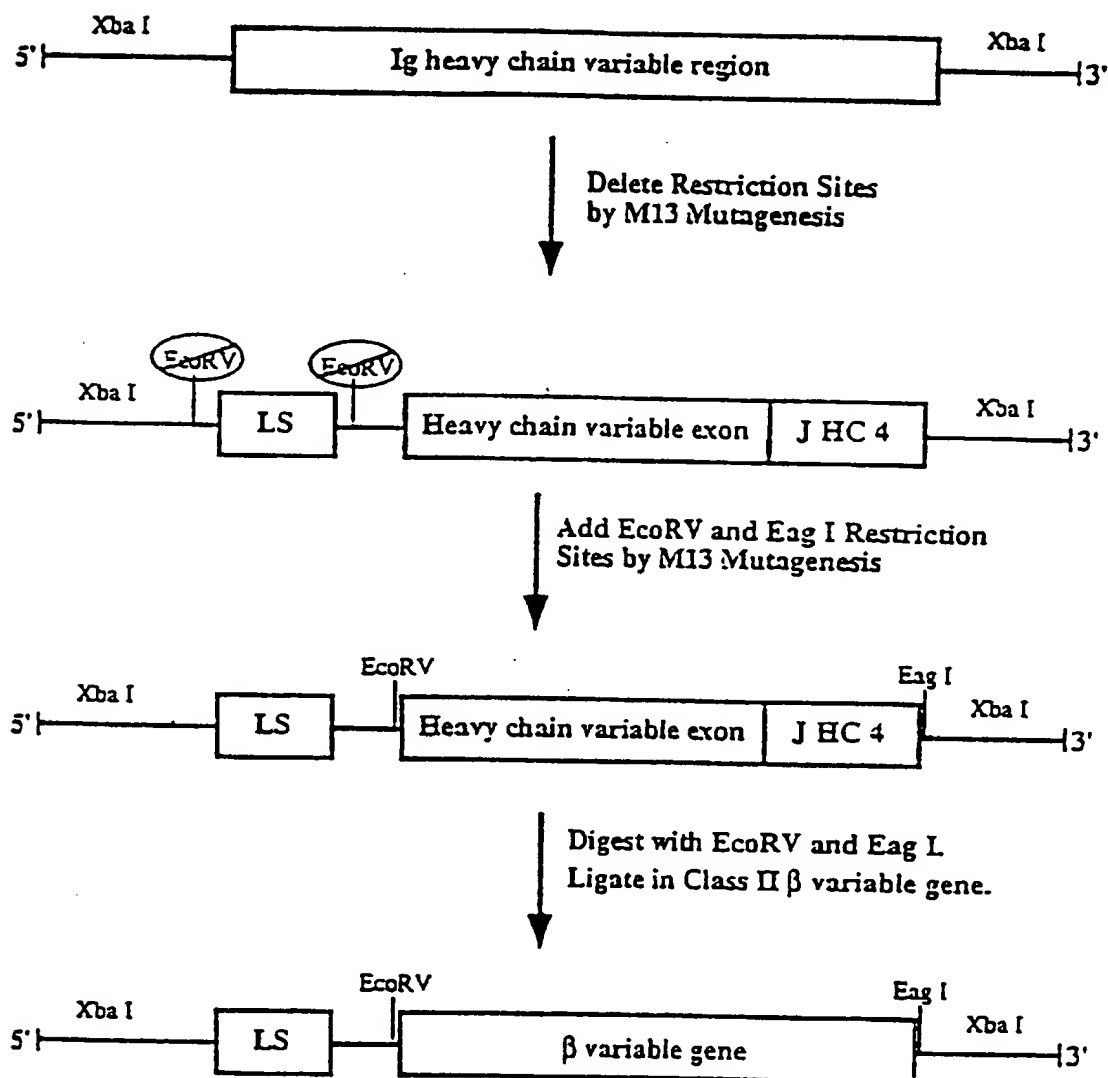 Xba I
Xba I
5'
Ig heavy chain variable region
3'
Delete Restriction Sites
by M13 Mutagenesis
EcoRV
EcoRV
Xba I
Xba I
5'
LS
Heavy chain variable exon
J HC 4
3'
Add EcoRV and Eag I Restriction
Sites by M13 Mutagenesis
EcoRV
Eag I
Xba I
Xba I
5'
LS
Heavy chain variable exon
J HC 4
3'
Digest with EcoRV and Eag I.
Ligate in Class II β variable gene.
EcoRV
Eag I
Xba I
Xba I
5'
LS
β variable gene
3'